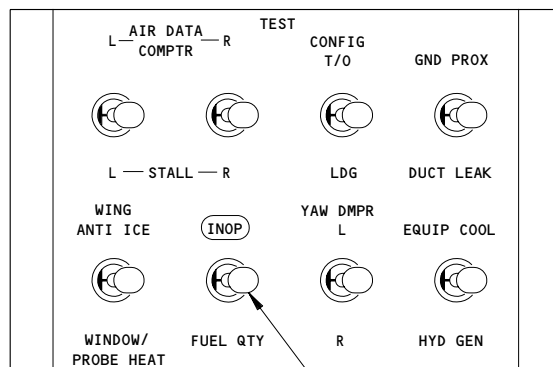 TEST
L — AIR DATA — R
COMPTR
CONFIG
T/O
GND PROX
L — STALL — R
LDG
DUCT LEAK
WING
ANTI ICE
INOP
YAW DMPR
L
EQUIP COOL
WINDOW/
PROBE HEAT
FUEL QTY
R
HYD GEN